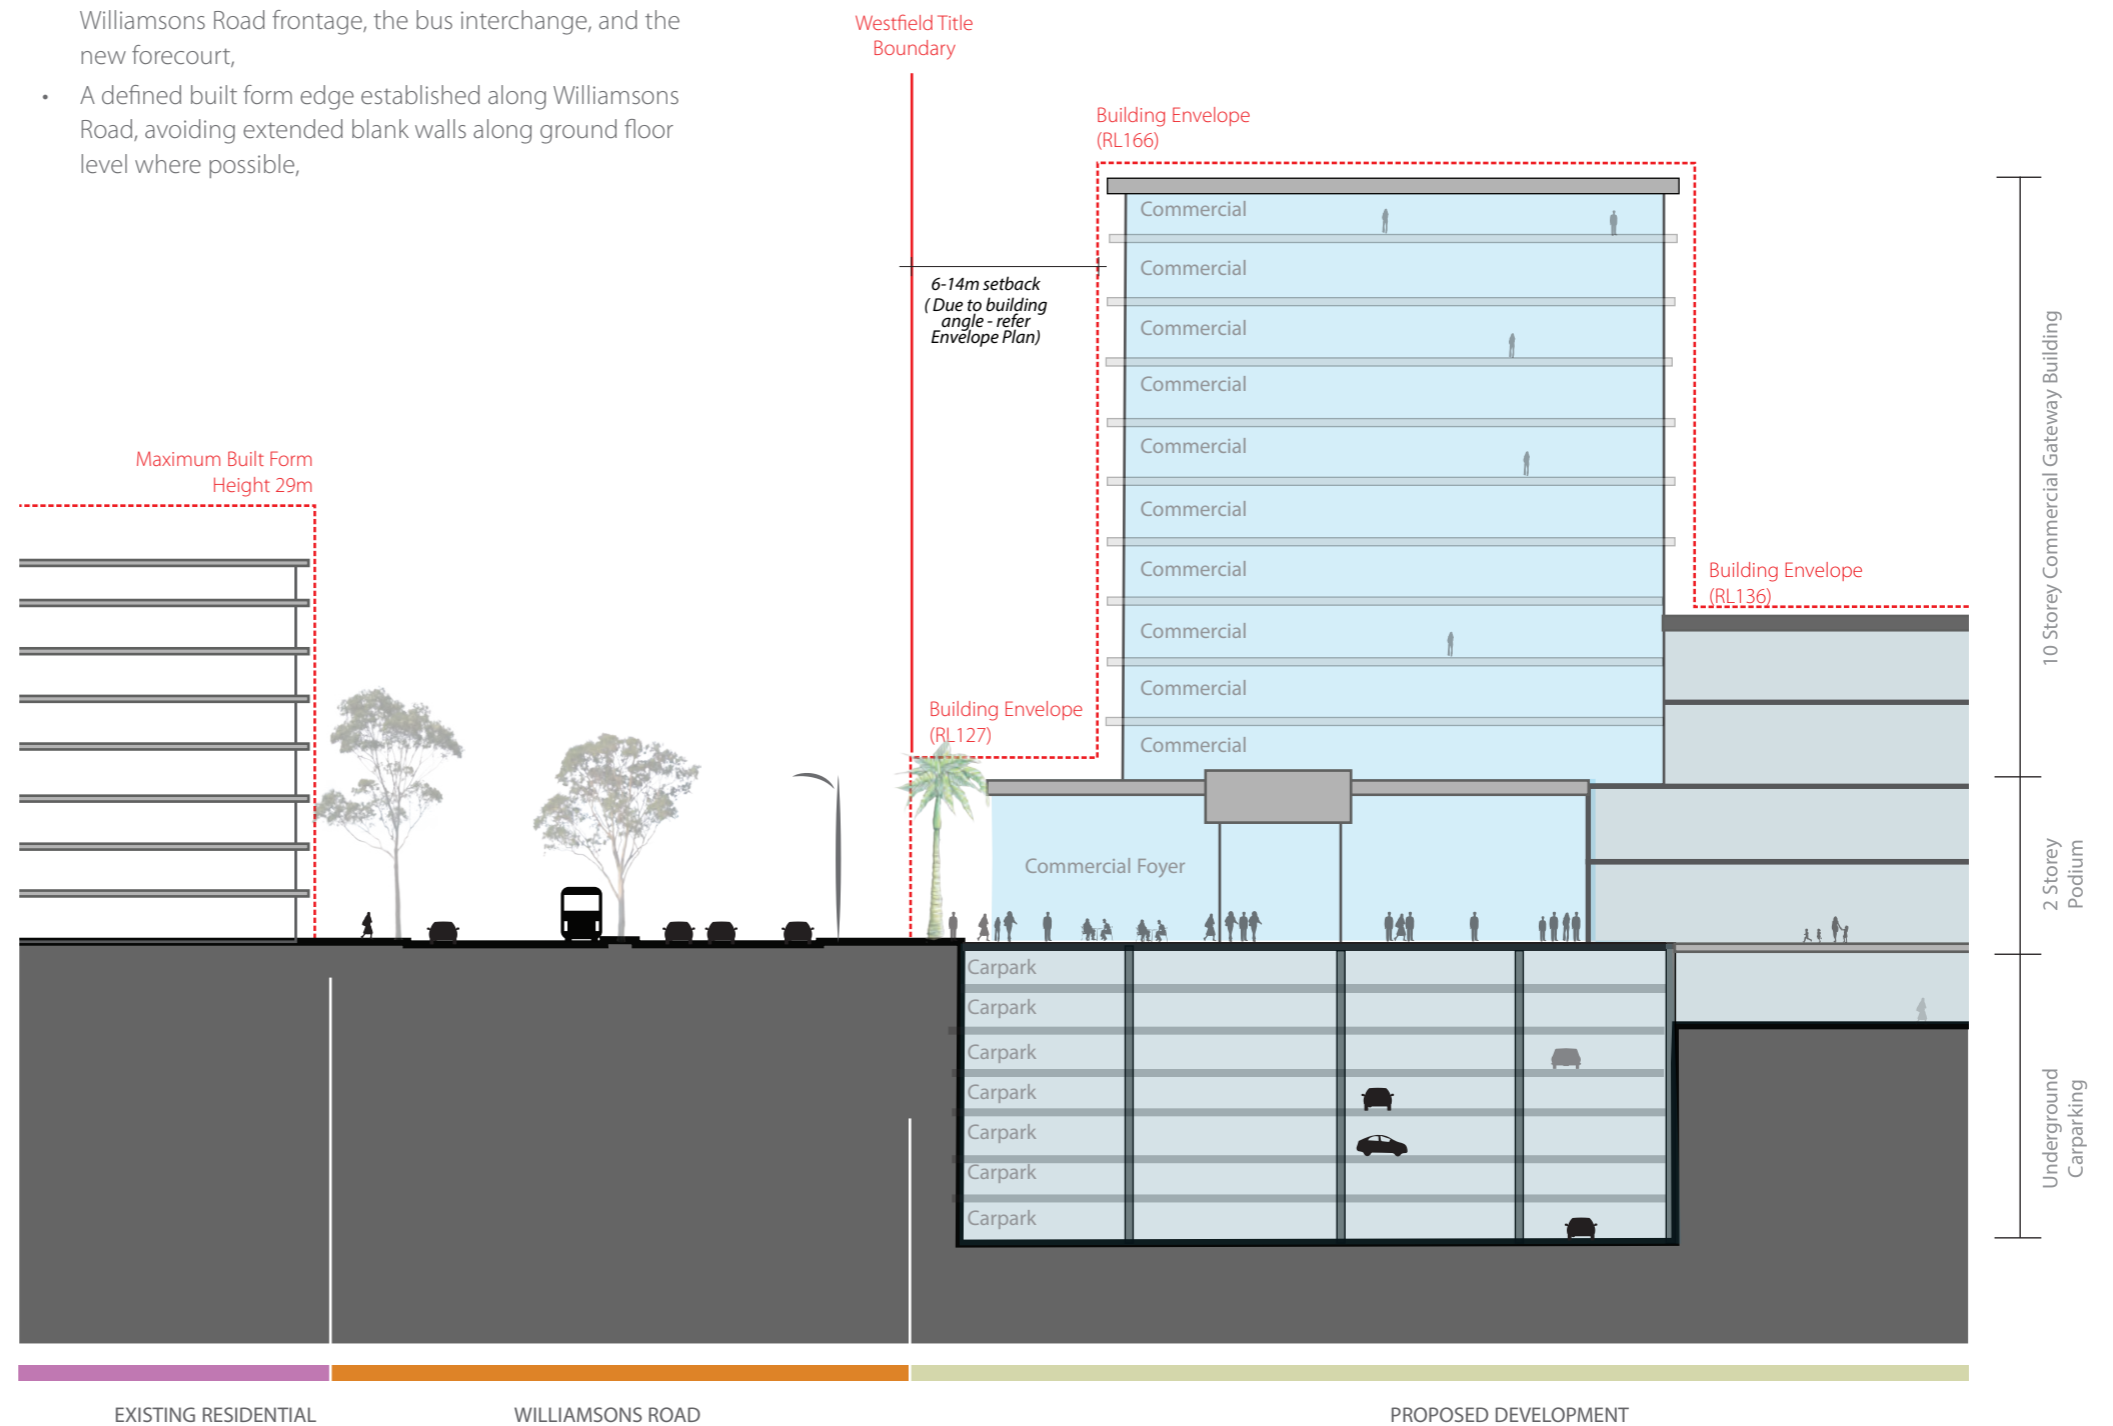 Williamsons Road frontage, the bus interchange, and the
new forecourt,
• A defined built form edge established along Williamsons
Road, avoiding extended blank walls along ground floor
level where possible,
Westfield Title
Boundary
Building Envelope
(RL166)
6-14m setback
( Due to building
angle - refer
Envelope Plan)
Maximum Built Form
Height 29m
Building Envelope
(RL136)
Building Envelope
(RL127)
Commercial
Commercial
Commercial
Commercial
Commercial
Commercial
Commercial
Commercial
Commercial
Commercial
Commercial Foyer
Carpark
Carpark
Carpark
Carpark
Carpark
Carpark
Carpark
10 Storey Commercial Gateway Building
2 Storey
Podium
Underground
Carparking
EXISTING RESIDENTIAL
WILLIAMSONS ROAD
PROPOSED DEVELOPMENT